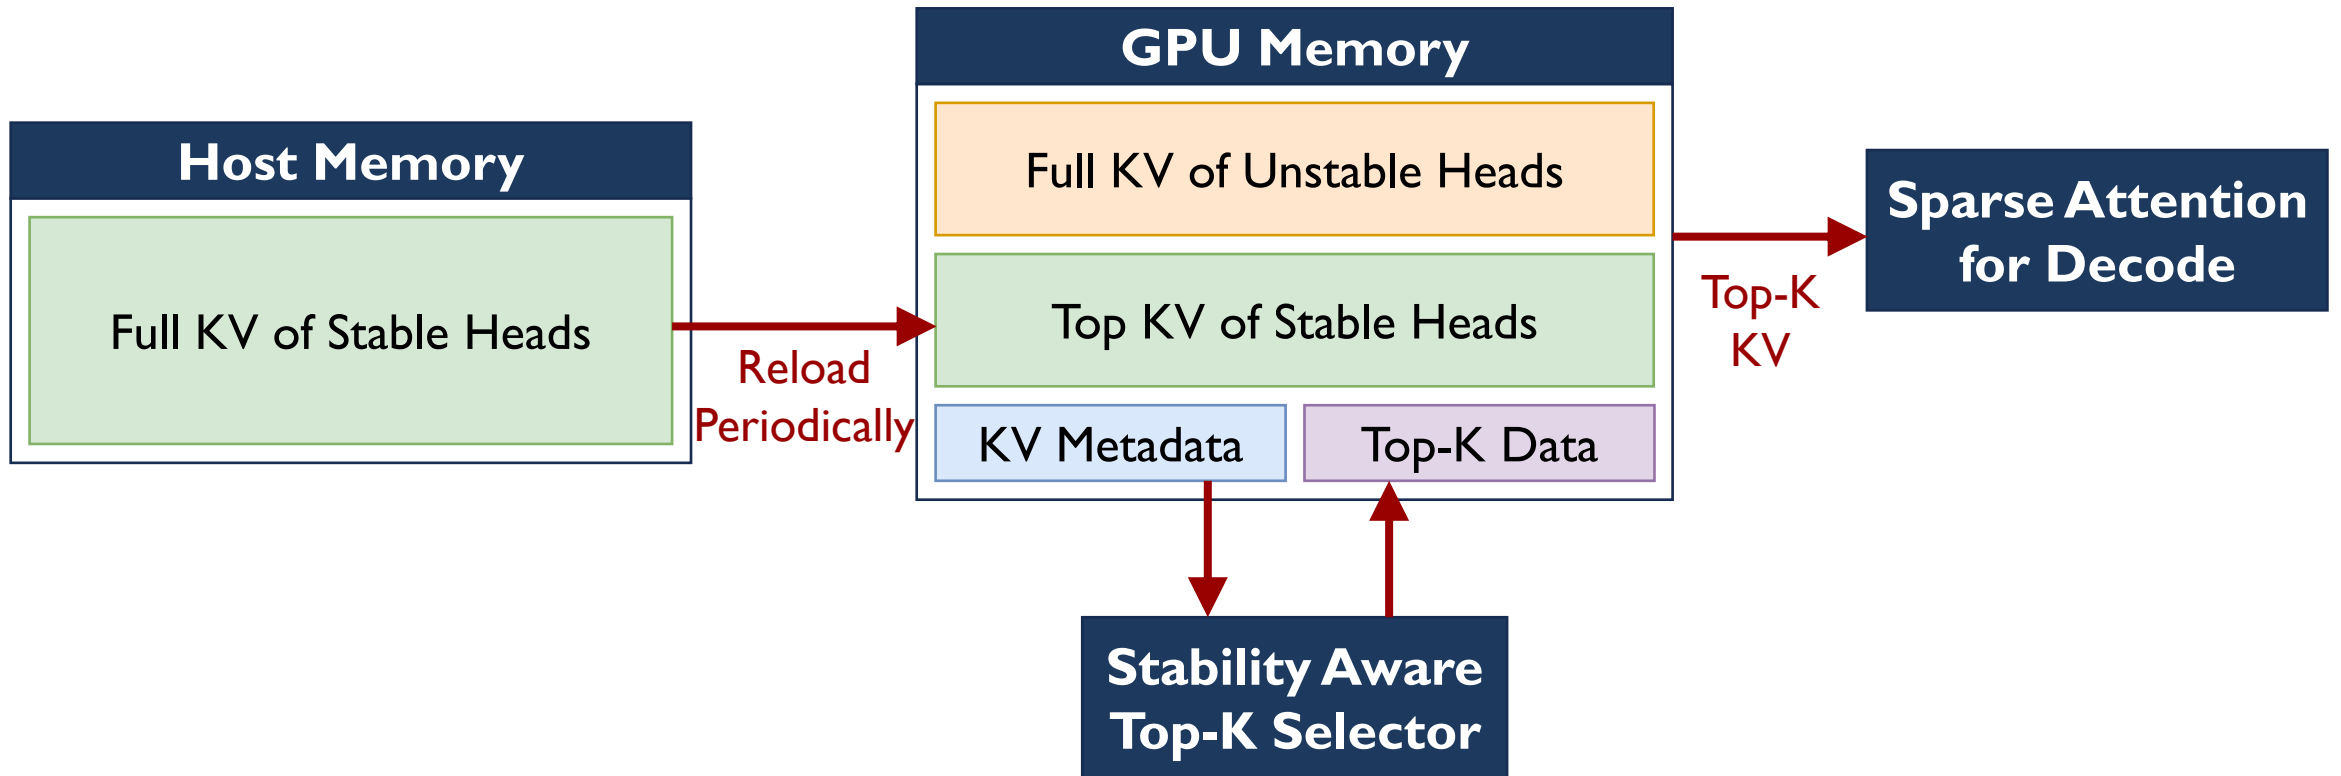 Host Memory
Full KV of Stable Heads
Reload
Periodically
GPU Memory
Full KV of Unstable Heads
Top KV of Stable Heads
KV Metadata
Top-K Data
Stability Aware
Top-K Selector
Top-K
KV
Sparse Attention
for Decode